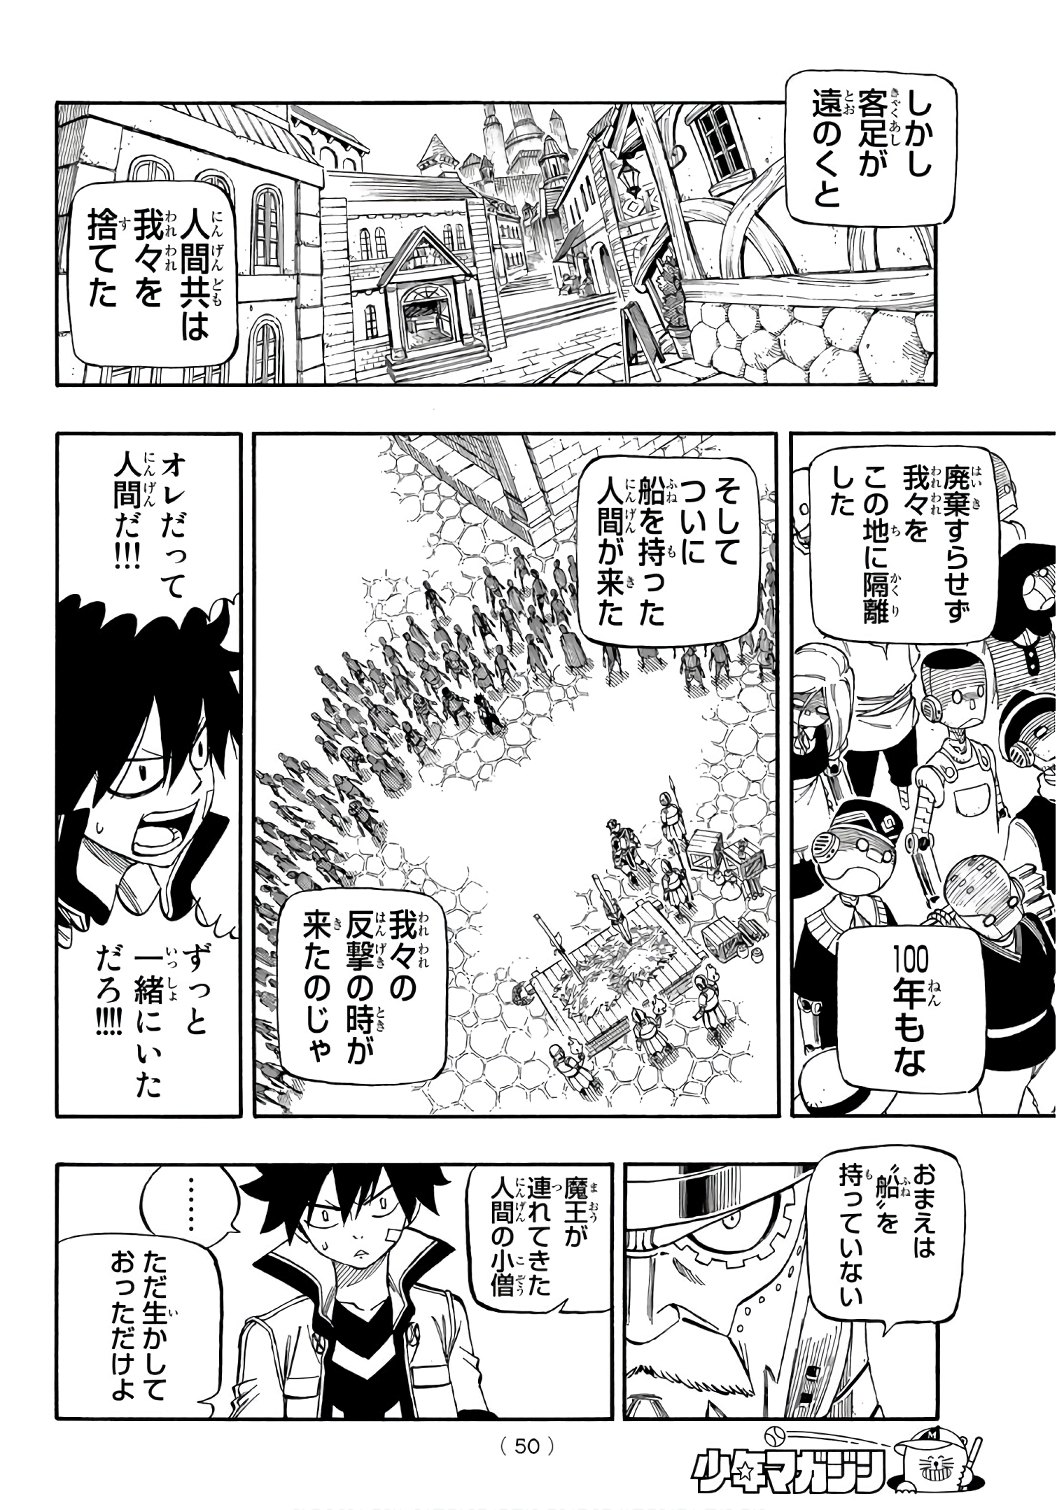 しかし
客足が
遠のくと
人間共は
我々を
捨てた
廃棄すらせず
我々を
この地に隔離
した
100年もな
そして
ついに
船を持った
人間が来た
我々の
反撃の時が
来たのじゃ
オレだって
人間だ!!!
ずっと
一緒にいた
だろ!!!!
おまえは
〝船〟を
持っていない
魔王が
連れてきた
人間の小僧
……
ただ生かして
おっただけよ
(50)
少年マガジン
M